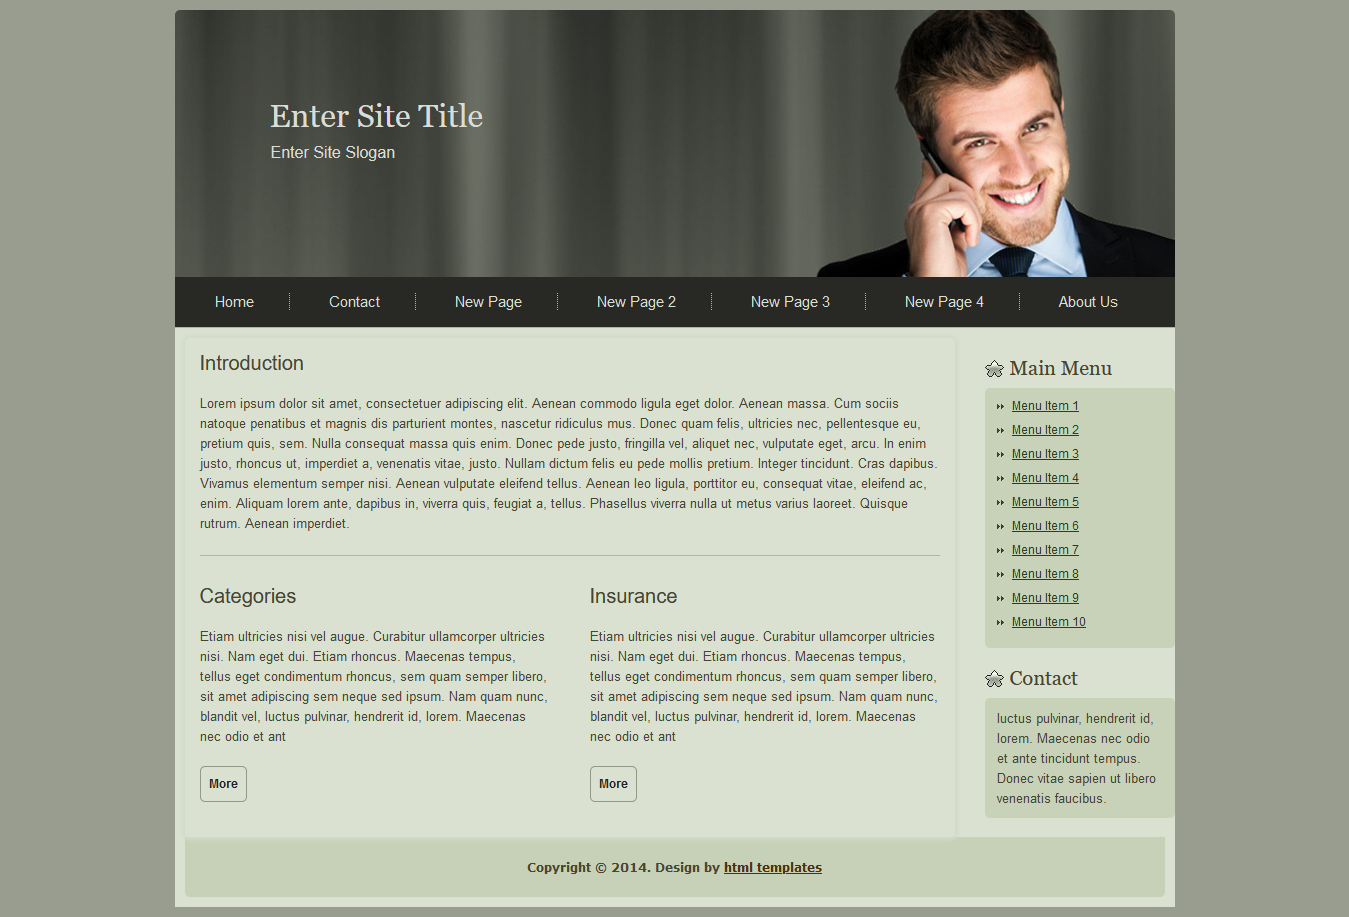 Enter Site Title
Enter Site Slogan
Home
Contact
New Page
New Page 2
New Page 3
New Page 4
About Us
Introduction
Lorem ipsum dolor sit amet, consectetuer adipiscing elit. Aenean commodo ligula eget dolor. Aenean massa. Cum sociis
natoque penatibus et magnis dis parturient montes, nascetur ridiculus mus. Donec quam felis, ultricies nec, pellentesque eu,
pretium quis, sem. Nulla consequat massa quis enim. Donec pede justo, fringilla vel, aliquet nec, vulputate eget, arcu. In enim
justo, rhoncus ut, imperdiet a, venenatis vitae, justo. Nullam dictum felis eu pede mollis pretium. Integer tincidunt. Cras dapibus.
Vivamus elementum semper nisi. Aenean vulputate eleifend tellus. Aenean leo ligula, porttitor eu, consequat vitae, eleifend ac,
enim. Aliquam lorem ante, dapibus in, viverra quis, feugiat a, tellus. Phasellus viverra nulla ut metus varius laoreet. Quisque
rutrum. Aenean imperdiet.
Categories
Etiam ultricies nisi vel augue. Curabitur ullamcorper ultricies
nisi. Nam eget dui. Etiam rhoncus. Maecenas tempus,
tellus eget condimentum rhoncus, sem quam semper libero,
sit amet adipiscing sem neque sed ipsum. Nam quam nunc,
blandit vel, luctus pulvinar, hendrerit id, lorem. Maecenas
nec odio et ant
More
Insurance
Etiam ultricies nisi vel augue. Curabitur ullamcorper ultricies
nisi. Nam eget dui. Etiam rhoncus. Maecenas tempus,
tellus eget condimentum rhoncus, sem quam semper libero,
sit amet adipiscing sem neque sed ipsum. Nam quam nunc,
blandit vel, luctus pulvinar, hendrerit id, lorem. Maecenas
nec odio et ant
More
Main Menu
Menu Item 1
Menu Item 2
Menu Item 3
Menu Item 4
Menu Item 5
Menu Item 6
Menu Item 7
Menu Item 8
Menu Item 9
Menu Item 10
Contact
luctus pulvinar, hendrerit id,
lorem. Maecenas nec odio
et ante tincidunt tempus.
Donec vitae sapien ut libero
venenatis faucibus.
Copyright © 2014. Design by html templates